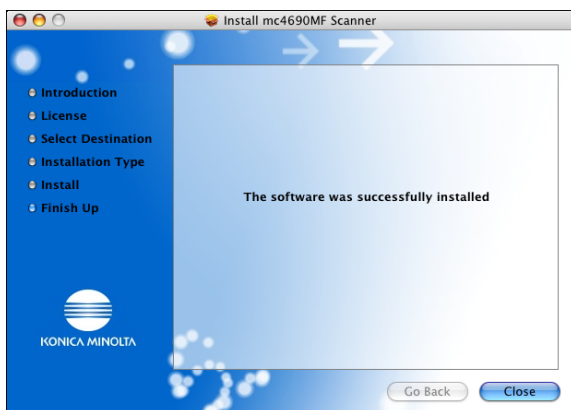 Install mc4690MF Scanner
Introduction
License
Select Destination
Installation Type
Install
Finish Up
The software was successfully installed
KONICA MINOLTA
Go Back
Close